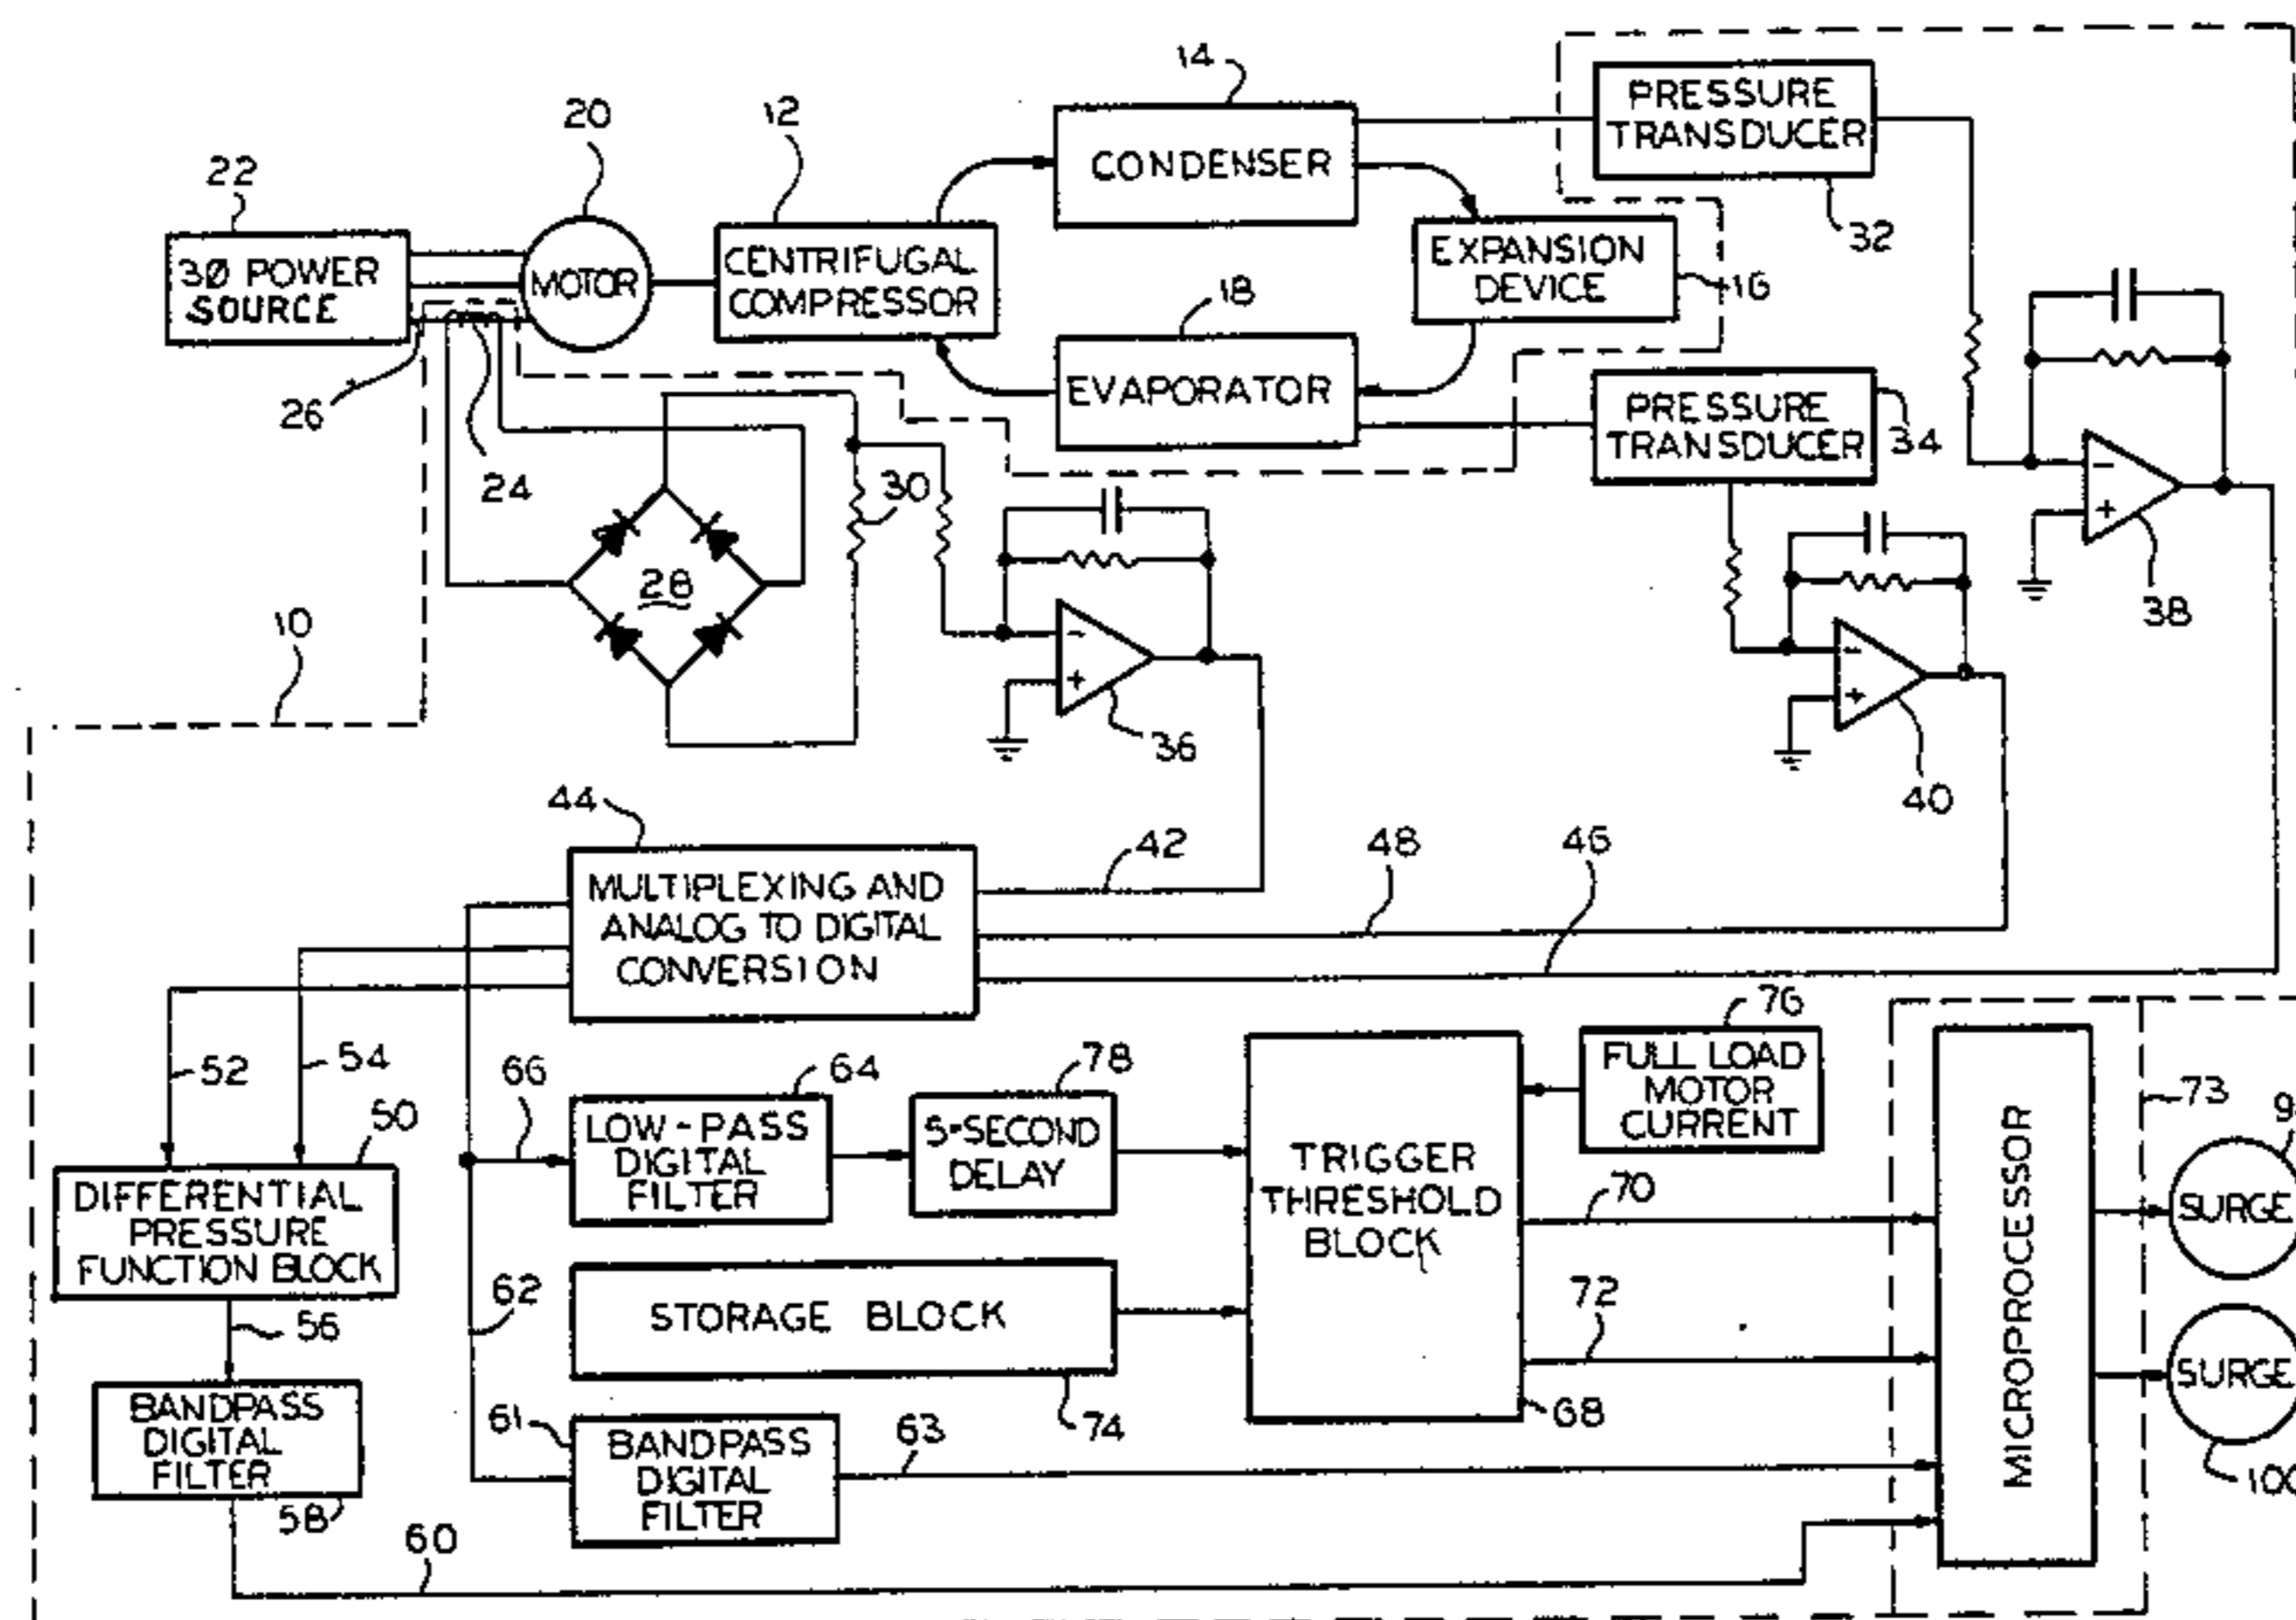 14
PRESSURE
TRANSDUCER
32
20
12
CONDENSER
22
3Ø POWER
SOURCE
MOTOR
CENTRIFUGAL
COMPRESSOR
EXPANSION
DEVICE
16
18
EVAPORATOR
PRESSURE
TRANSDUCER
34
26
24
30
28
-
+
36
-
+
38
-
+
40
10
44
MULTIPLEXING AND
ANALOG TO DIGITAL
CONVERSION
42
48
46
52
54
50
DIFFERENTIAL
PRESSURE
FUNCTION BLOCK
56
BANDPASS
DIGITAL
FILTER
58
60
66
64
LOW-PASS
DIGITAL
FILTER
78
5-SECOND
DELAY
62
STORAGE BLOCK
74
61
BANDPASS
DIGITAL
FILTER
63
TRIGGER
THRESHOLD
BLOCK
68
76
FULL LOAD
MOTOR
CURRENT
70
72
MICROPROCESSOR
73
9
SURGE
SURGE
100